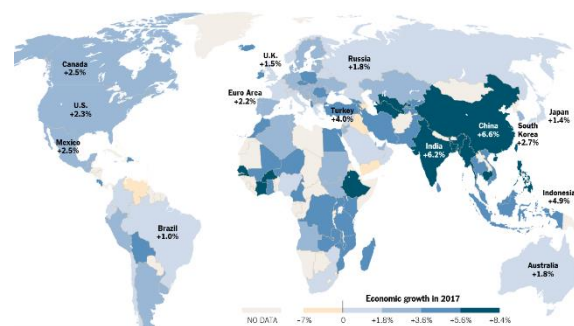 Canada
+2.5%
U.S.
+2.3%
Mexico
+2.5%
Brazil
+1.0%
U.K.
+1.5%
Euro Area
+2.2%
Russia
+1.8%
Turkey
+4.0%
China
+6.6%
India
+6.2%
Japan
+1.4%
South
Korea
+2.7%
Indonesia
+4.9%
Australia
+1.8%
Economic growth in 2017
NO DATA -7% 0 +1.8% +3.6% +5.6% +8.4%